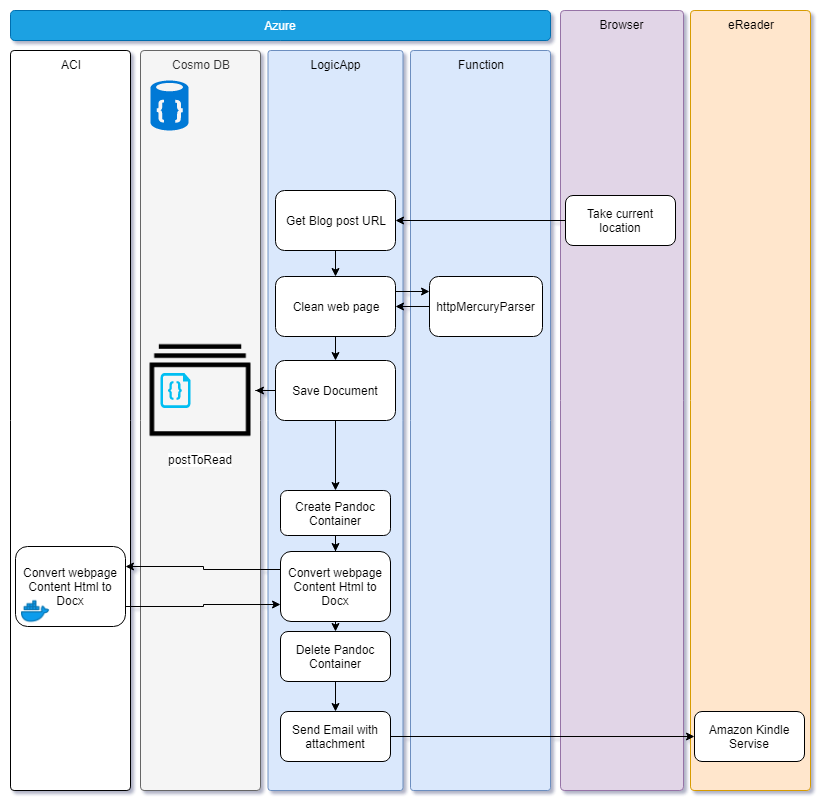 Azure
Browser
eReader
ACI
Cosmo DB
LogicApp
Function
{ }
Get Blog post URL
Take current
location
Clean web page
httpMercuryParser
{}
Save Document
postToRead
Create Pandoc
Container
Convert webpage
Content Html to
Docx
Convert webpage
Content Html to
Docx
Delete Pandoc
Container
Send Email with
attachment
Amazon Kindle
Servise